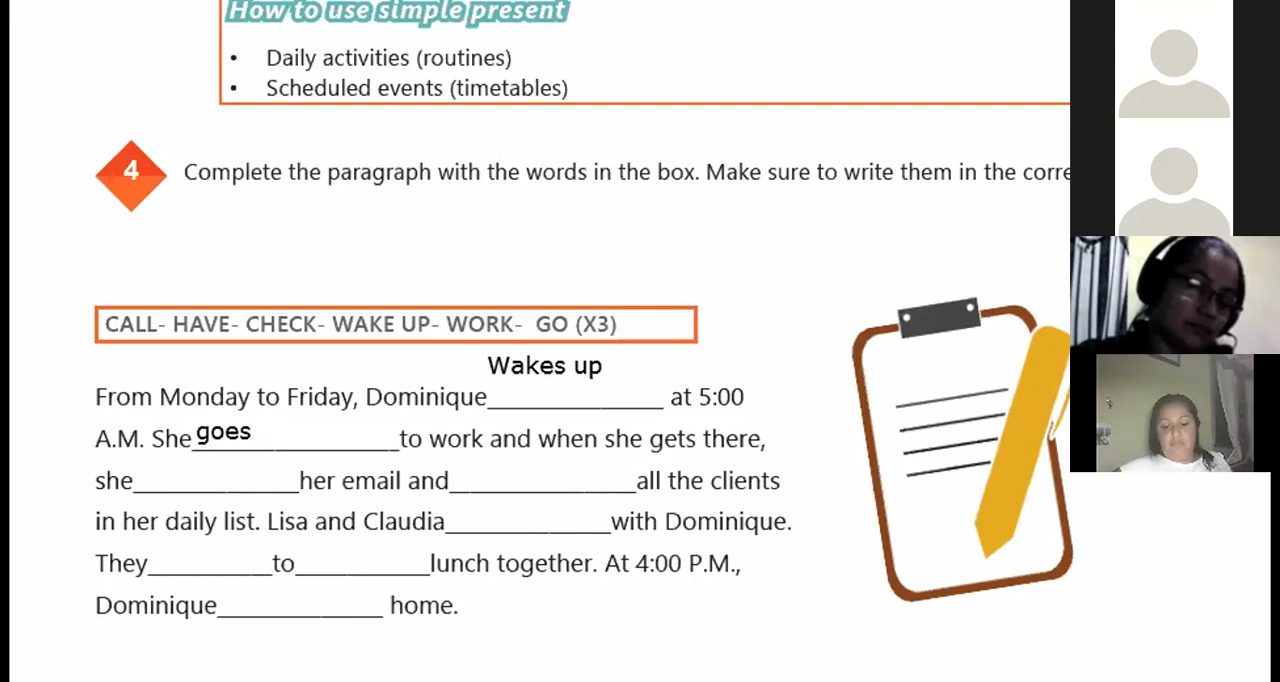 How to use simple present
• Daily activities (routines)
• Scheduled events (timetables)
4
Complete the paragraph with the words in the box. Make sure to write them in the corre
CALL- HAVE- CHECK- WAKE UP- WORK- GO (X3)
Wakes up
From Monday to Friday, Dominique_______________ at 5:00
A.M. She goes__________________to work and when she gets there,
she______________her email and________________all the clients
in her daily list. Lisa and Claudia______________with Dominique.
They___________to____________lunch together. At 4:00 P.M.,
Dominique______________ home.